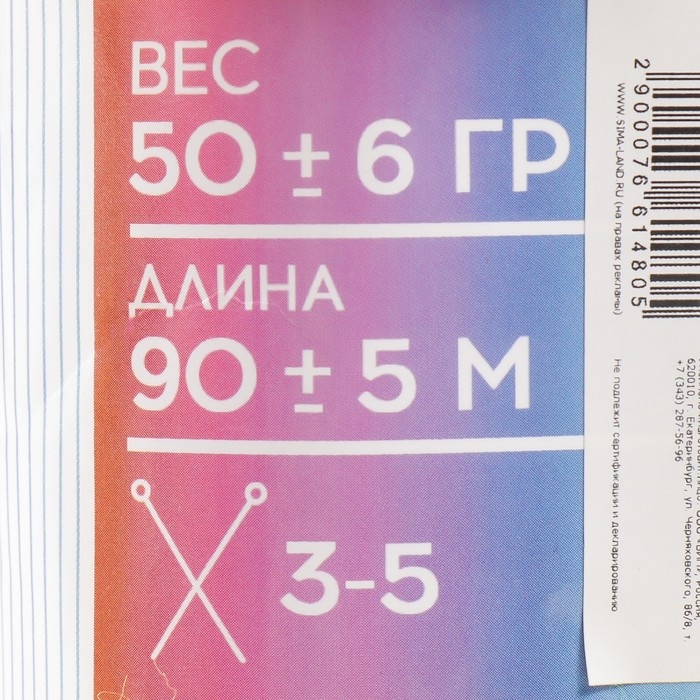 ВЕС
50 ± 6 ГР
ДЛИНА
90 ± 5 М
3-5
2 900076 614805
WWW.SIMA-LAND.RU (на правах рекламы)
Не подлежит сертификации и декларированию
620010, г. Екатеринбург, ул. Черняховского, 86/8, т.
+7 (343) 287-56-96